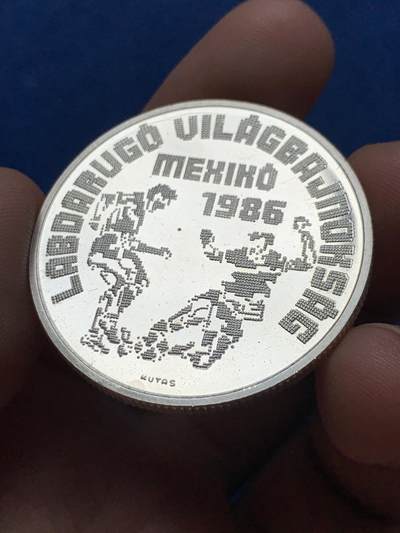 LABDARUGÓ VILÁGBAJNOKSÁG
MEXIKÓ
1986
KUTAS